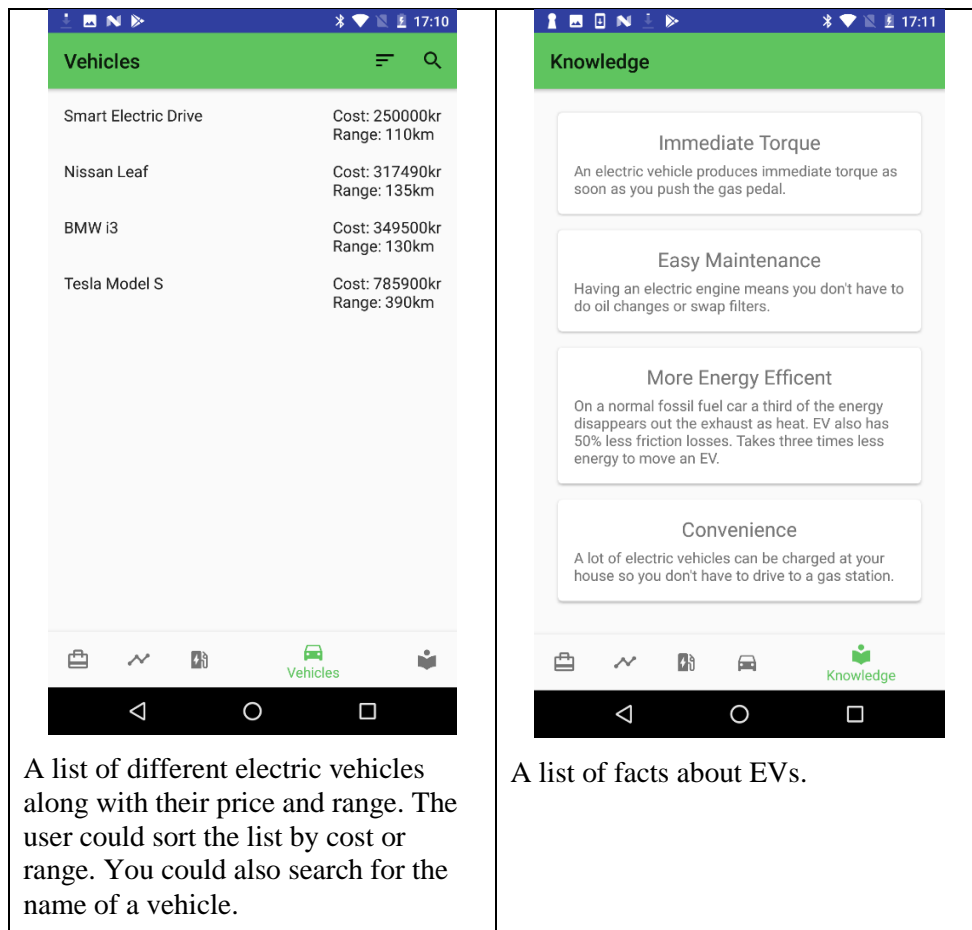 17:10
Vehicles
Smart Electric Drive
Cost: 250000kr
Range: 110km
Nissan Leaf
Cost: 317490kr
Range: 135km
BMW i3
Cost: 349500kr
Range: 130km
Tesla Model S
Cost: 785900kr
Range: 390km
Vehicles
A list of different electric vehicles
along with their price and range. The
user could sort the list by cost or
range. You could also search for the
name of a vehicle.
17:11
Knowledge
Immediate Torque
An electric vehicle produces immediate torque as
soon as you push the gas pedal.
Easy Maintenance
Having an electric engine means you don't have to
do oil changes or swap filters.
More Energy Efficent
On a normal fossil fuel car a third of the energy
disappears out the exhaust as heat. EV also has
50% less friction losses. Takes three times less
energy to move an EV.
Convenience
A lot of electric vehicles can be charged at your
house so you don't have to drive to a gas station.
Knowledge
A list of facts about EVs.